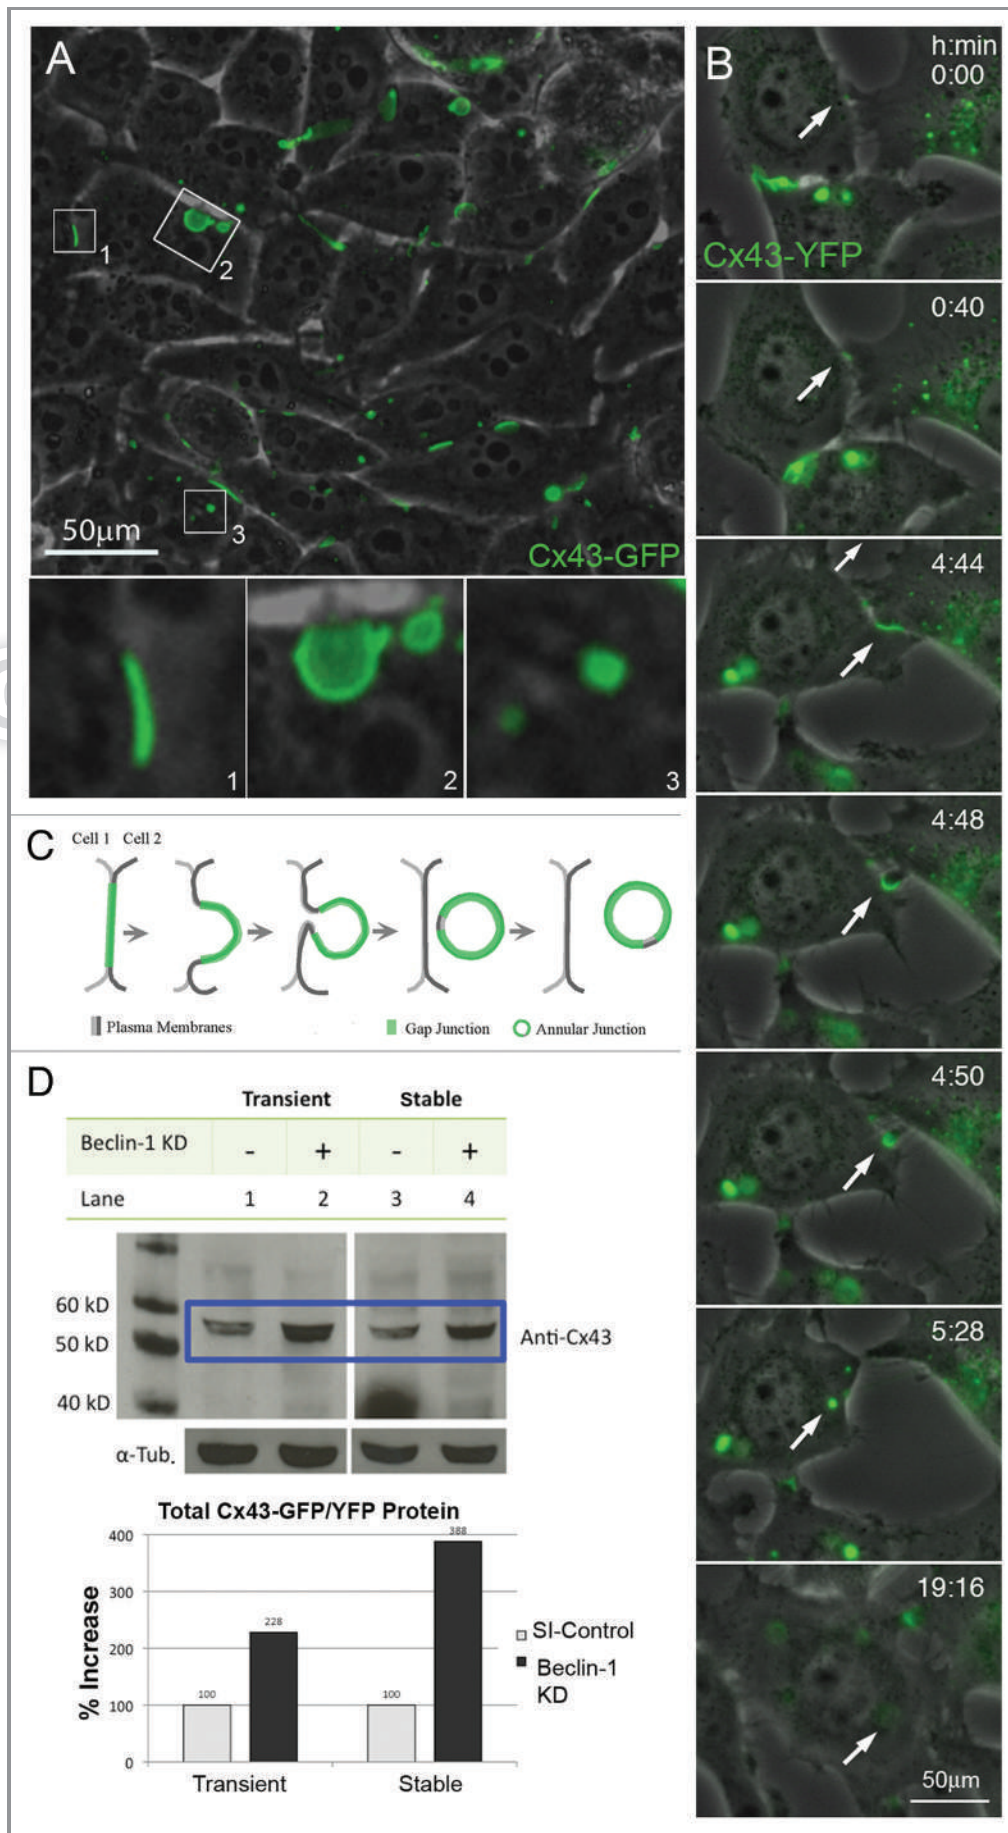 A
1
2
3
50µm
Cx43-GFP
1
2
3
B
h:min
0:00
Cx43-YFP
0:40
4:44
4:48
4:50
5:28
19:16
50µm
C
Cell 1 Cell 2
Plasma Membranes
Gap Junction
Annular Junction
D
Transient Stable
Beclin-1 KD - + - +
Lane 1 2 3 4
60 kD
50 kD
40 kD
Anti-Cx43
α-Tub.
Total Cx43-GFP/YFP Protein
% Increase
400
300
200
100
0
100
228
100
388
Transient
Stable
SI-Control
Beclin-1
KD